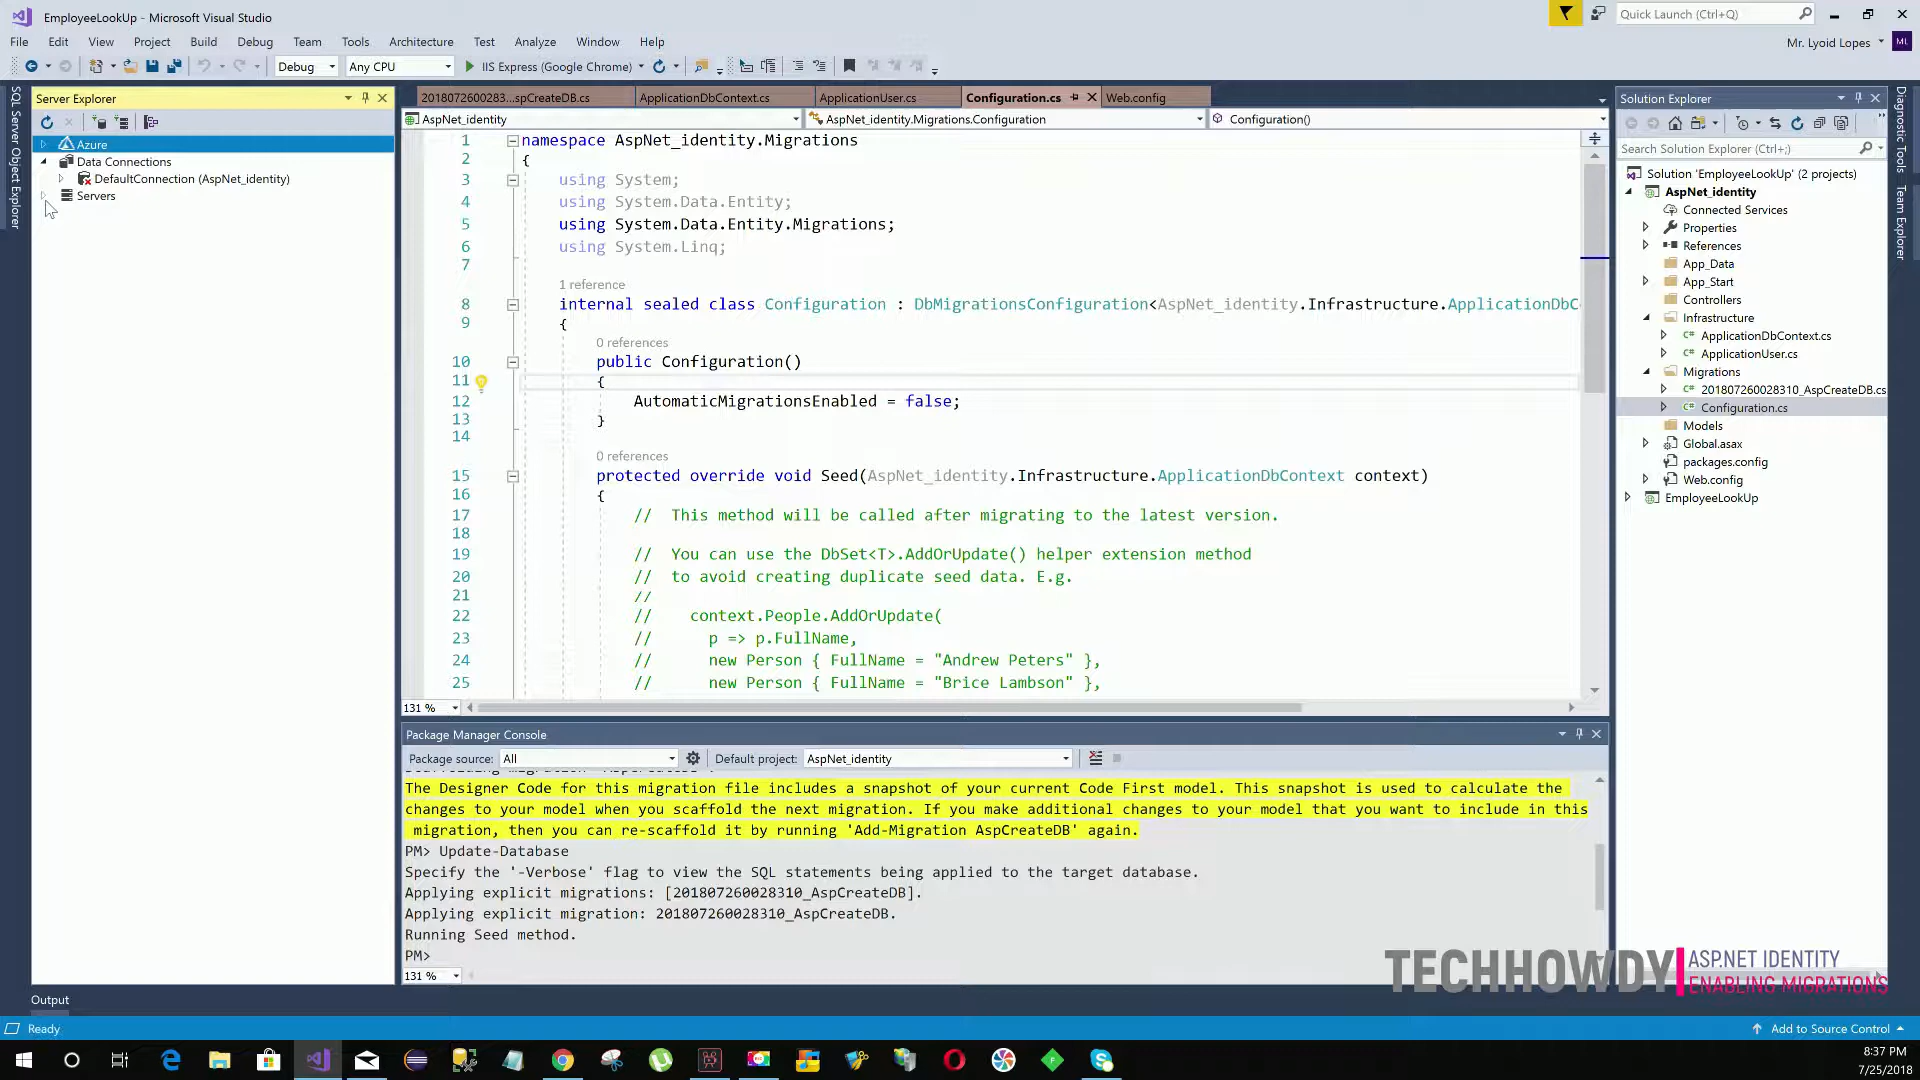 EmployeeLookUp - Microsoft Visual Studio
Quick Launch (Ctrl+Q)
File Edit View Project Build Debug Team Tools Architecture Test Analyze Window Help
Mr. Lyoid Lopes
ML
Debug
Any CPU
IIS Express (Google Chrome)
SQL Server Object Explorer
Server Explorer
Azure
Data Connections
DefaultConnection (AspNet_identity)
Servers
2018072600283...spCreateDB.cs
ApplicationDbContext.cs
ApplicationUser.cs
Configuration.cs
Web.config
AspNet_identity
AspNet_identity.Migrations.Configuration
Configuration()
1 namespace AspNet_identity.Migrations
2 {
3 using System;
4 using System.Data.Entity;
5 using System.Data.Entity.Migrations;
6 using System.Linq;
7
1 reference
8 internal sealed class Configuration : DbMigrationsConfiguration<AspNet_identity.Infrastructure.ApplicationDbC
9 {
0 references
10 public Configuration()
11 {
12 AutomaticMigrationsEnabled = false;
13 }
14
0 references
15 protected override void Seed(AspNet_identity.Infrastructure.ApplicationDbContext context)
16 {
17 // This method will be called after migrating to the latest version.
18
19 // You can use the DbSet<T>.AddOrUpdate() helper extension method
20 // to avoid creating duplicate seed data. E.g.
21 //
22 // context.People.AddOrUpdate(
23 // p => p.FullName,
24 // new Person { FullName = "Andrew Peters" },
25 // new Person { FullName = "Brice Lambson" },
131 %
Package Manager Console
Package source: All
Default project: AspNet_identity
The Designer Code for this migration file includes a snapshot of your current Code First model. This snapshot is used to calculate the
changes to your model when you scaffold the next migration. If you make additional changes to your model that you want to include in this
migration, then you can re-scaffold it by running 'Add-Migration AspCreateDB' again.
PM> Update-Database
Specify the '-Verbose' flag to view the SQL statements being applied to the target database.
Applying explicit migrations: [201807260028310_AspCreateDB].
Applying explicit migration: 201807260028310_AspCreateDB.
Running Seed method.
PM>
131 %
Solution Explorer
Search Solution Explorer (Ctrl+;)
Solution 'EmployeeLookUp' (2 projects)
AspNet_identity
Connected Services
Properties
References
App_Data
App_Start
Controllers
Infrastructure
ApplicationDbContext.cs
ApplicationUser.cs
Migrations
201807260028310_AspCreateDB.cs
Configuration.cs
Models
Global.asax
packages.config
Web.config
EmployeeLookUp
Diagnostic Tools
Team Explorer
TECHHOWDY
ASP.NET IDENTITY
ENABLING MIGRATIONS
Output
Ready
Add to Source Control
8:37 PM
7/25/2018